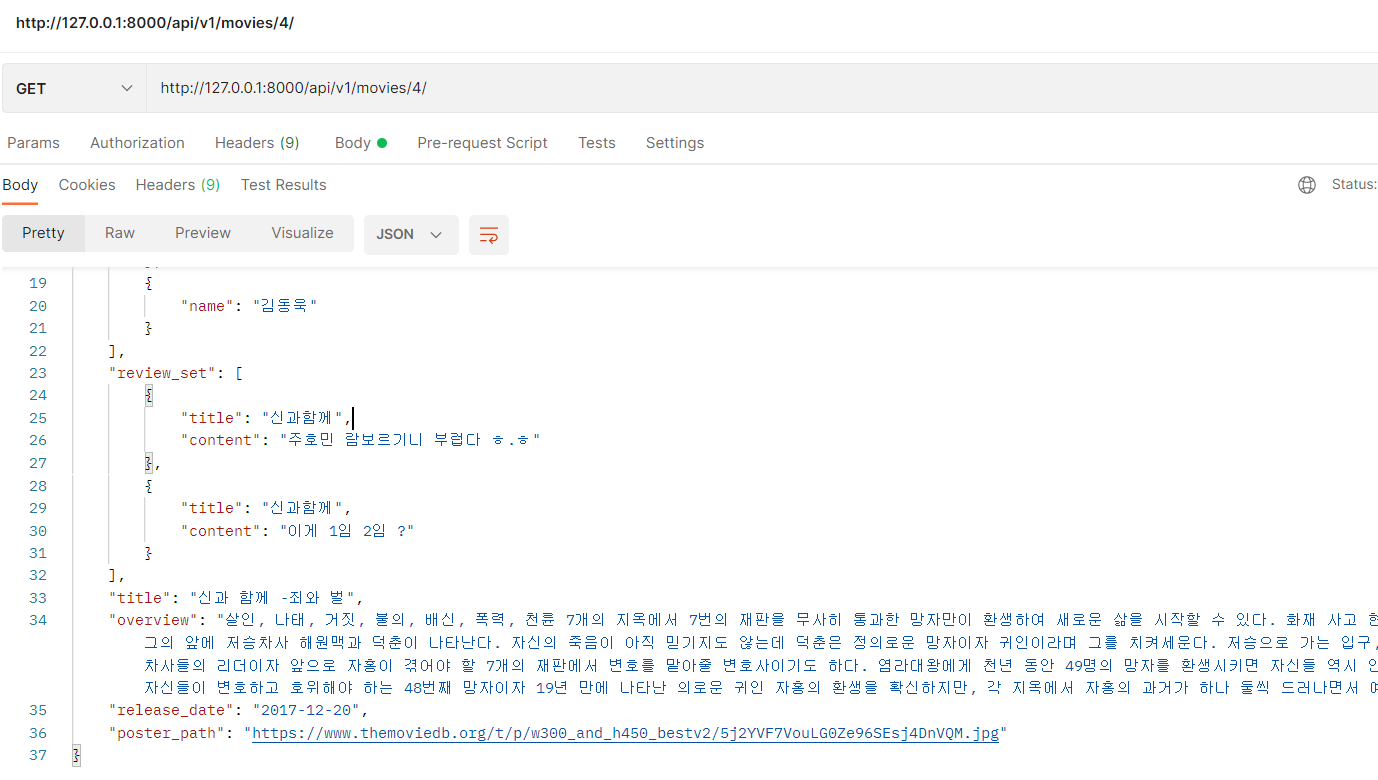 http://127.0.0.1:8000/api/v1/movies/4/
GET http://127.0.0.1:8000/api/v1/movies/4/
Params Authorization Headers (9) Body Pre-request Script Tests Settings
Body Cookies Headers (9) Test Results Status:
Pretty Raw Preview Visualize JSON
19 {
20 "name": "김동욱"
21 }
22 ],
23 "review_set": [
24 {
25 "title": "신과함께",
26 "content": "주호민 람보르기니 부럽다 ㅎ.ㅎ"
27 },
28 {
29 "title": "신과함께",
30 "content": "이게 1임 2임 ?"
31 }
32 ],
33 "title": "신과 함께 -죄와 벌",
34 "overview": "살인, 나태, 거짓, 불의, 배신, 폭력, 천륜 7개의 지옥에서 7번의 재판을 무사히 통과한 망자만이 환생하여 새로운 삶을 시작할 수 있다. 화재 사고 현
그의 앞에 저승차사 해원맥과 덕춘이 나타난다. 자신의 죽음이 아직 믿기지도 않는데 덕춘은 정의로운 망자이자 귀인이라며 그를 치켜세운다. 저승으로 가는 입구,
차사들의 리더이자 앞으로 자홍이 겪어야 할 7개의 재판에서 변호를 맡아줄 변호사이기도 하다. 염라대왕에게 천년 동안 49명의 망자를 환생시키면 자신들 역시 인
자신들이 변호하고 호위해야 하는 48번째 망자이자 19년 만에 나타난 의로운 귀인 자홍의 환생을 확신하지만, 각 지옥에서 자홍의 과거가 하나 둘씩 드러나면서 예
35 "release_date": "2017-12-20",
36 "poster_path": "https://www.themoviedb.org/t/p/w300_and_h450_bestv2/5j2YVF7VouLG0Ze96SEsj4DnVQM.jpg"
37 }